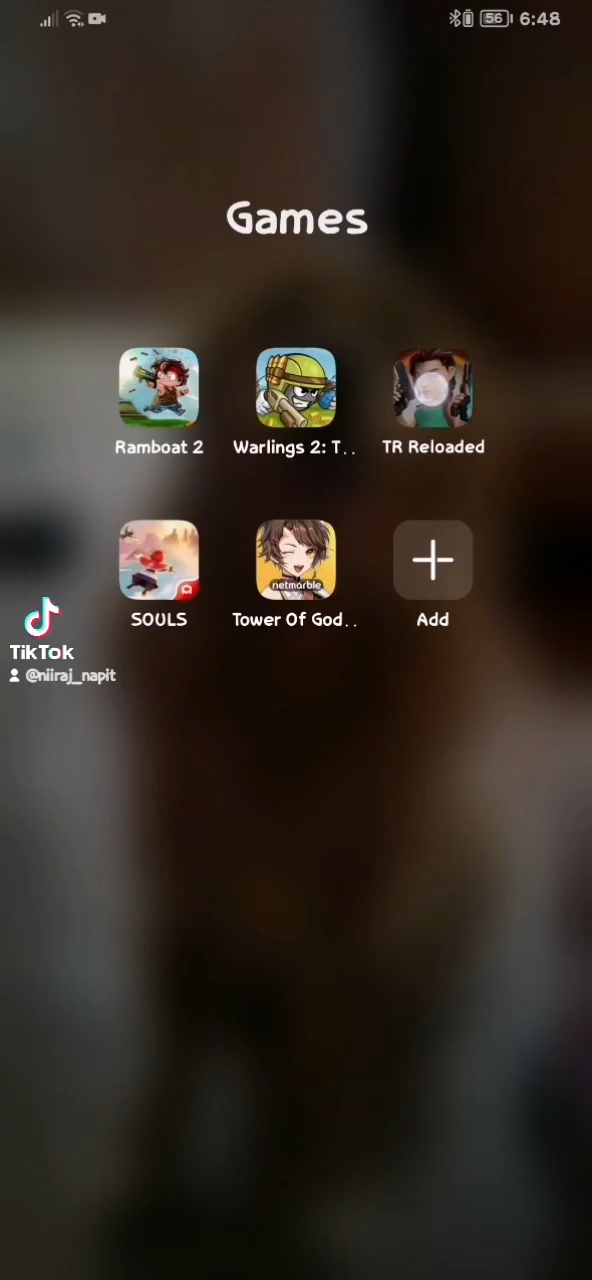 56 6:48
Games
Ramboat 2
Warlings 2: T..
TR Reloaded
netmarble
SOULS
Tower Of God..
Add
TikTok
@niiraj_napit